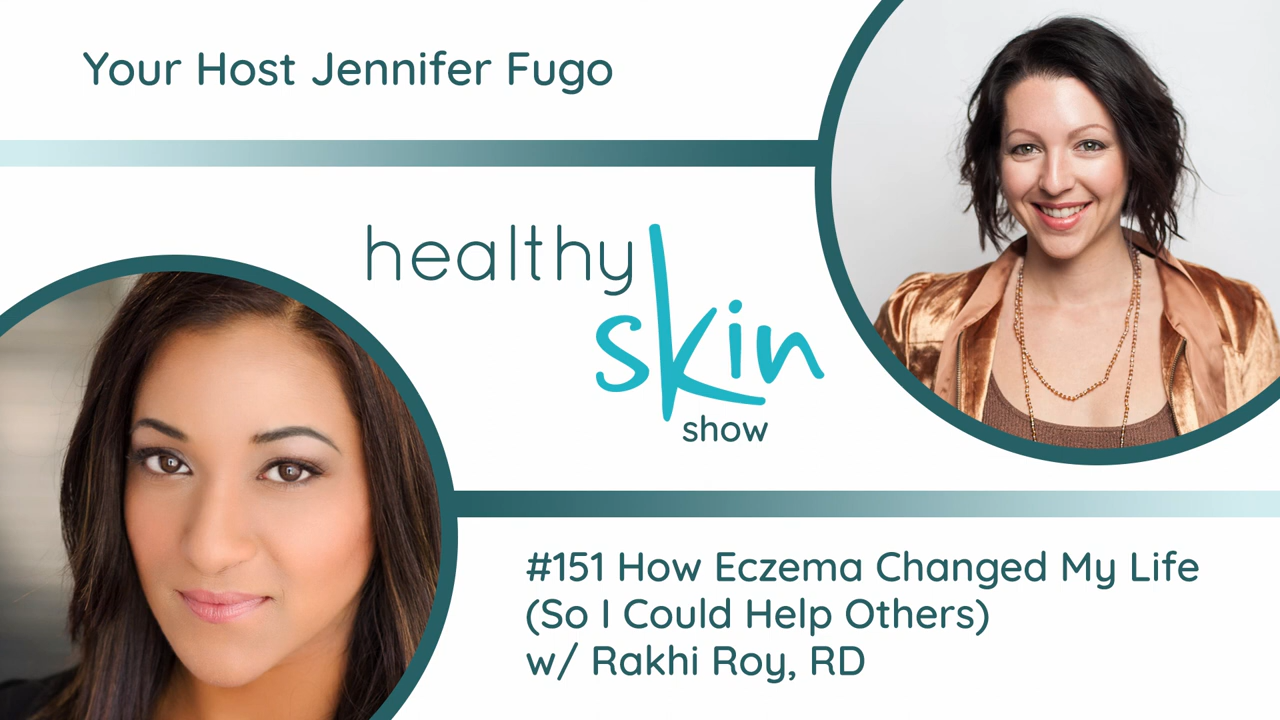 Your Host Jennifer Fugo
healthy
skin
show
#151 How Eczema Changed My Life
(So I Could Help Others)
w/ Rakhi Roy, RD